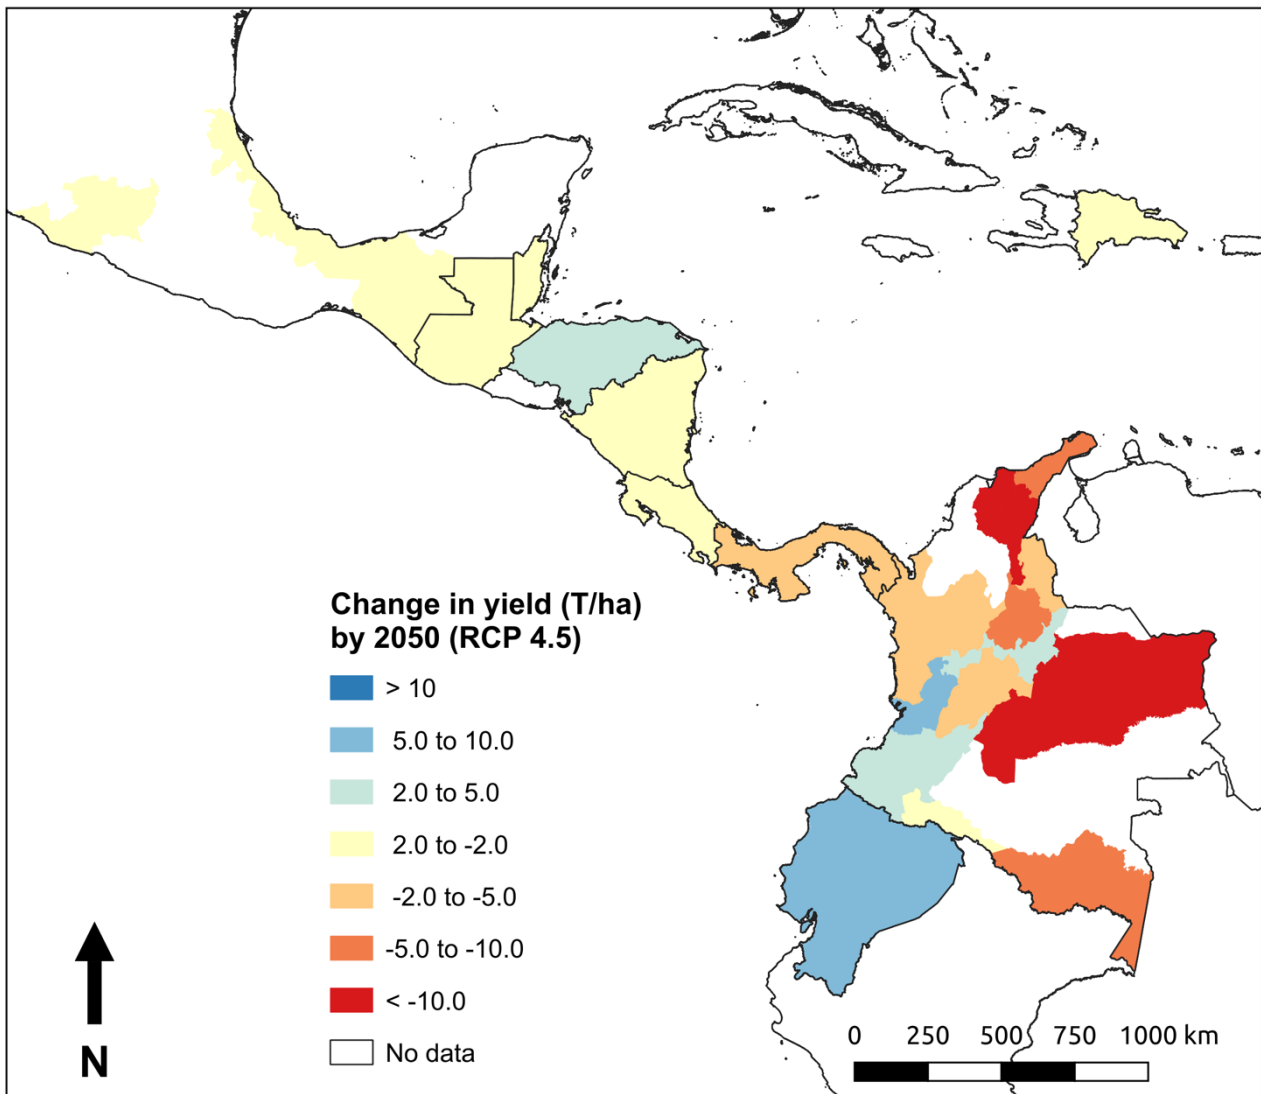 Change in yield (T/ha)
by 2050 (RCP 4.5)
> 10
5.0 to 10.0
2.0 to 5.0
2.0 to -2.0
-2.0 to -5.0
-5.0 to -10.0
< -10.0
No data
N
0 250 500 750 1000 km